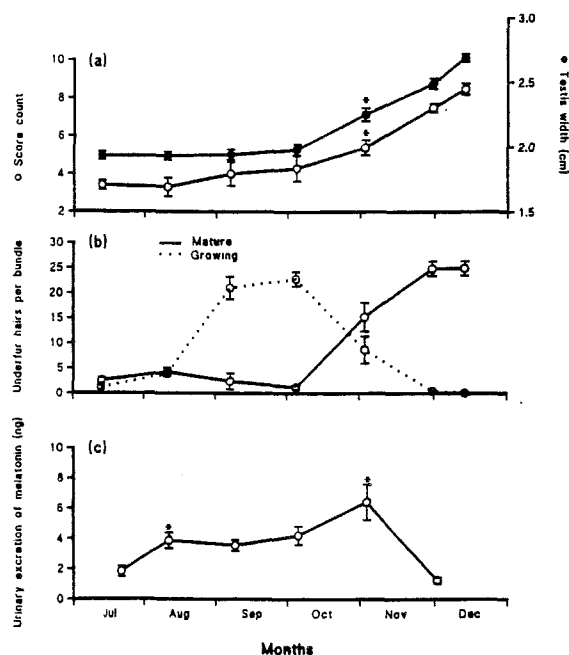 (a)
10
8
6
4
2
○ Score count
3.0
2.5
2.0
1.5
● Testis width (cm)
*
*
(b)
Mature
Growing
30
25
20
15
10
5
0
Underfur hairs per bundle
(c)
10
8
6
4
2
0
Urinary excretion of melatonin (ng)
*
*
Jul Aug Sep Oct Nov Dec
Months